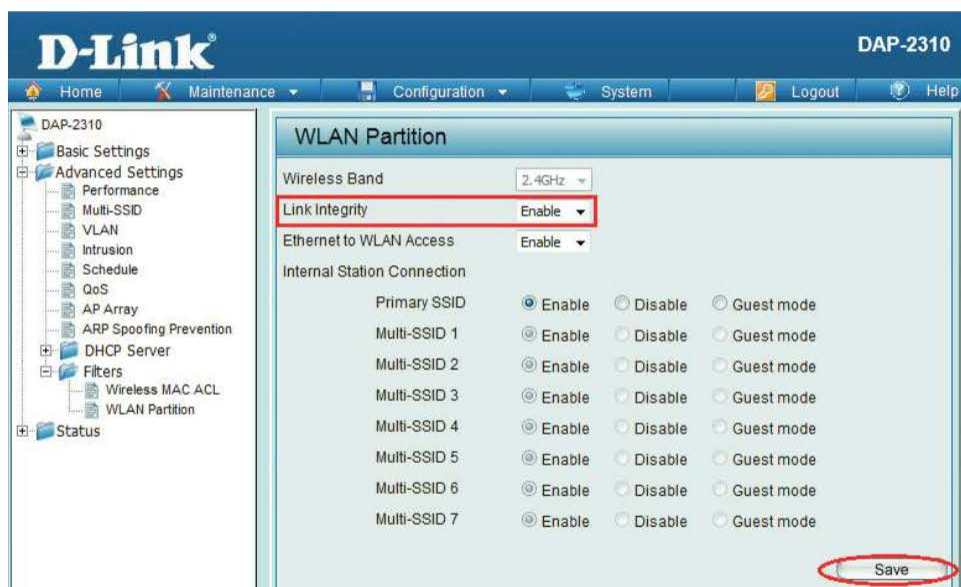 D-Link®
DAP-2310
Home Maintenance Configuration System Logout Help
DAP-2310
Basic Settings
Advanced Settings
Performance
Multi-SSID
VLAN
Intrusion
Schedule
QoS
AP Array
ARP Spoofing Prevention
DHCP Server
Filters
Wireless MAC ACL
WLAN Partition
Status
WLAN Partition
Wireless Band 2.4GHz
Link Integrity Enable
Ethernet to WLAN Access Enable
Internal Station Connection
Primary SSID Enable Disable Guest mode
Multi-SSID 1 Enable Disable Guest mode
Multi-SSID 2 Enable Disable Guest mode
Multi-SSID 3 Enable Disable Guest mode
Multi-SSID 4 Enable Disable Guest mode
Multi-SSID 5 Enable Disable Guest mode
Multi-SSID 6 Enable Disable Guest mode
Multi-SSID 7 Enable Disable Guest mode
Save